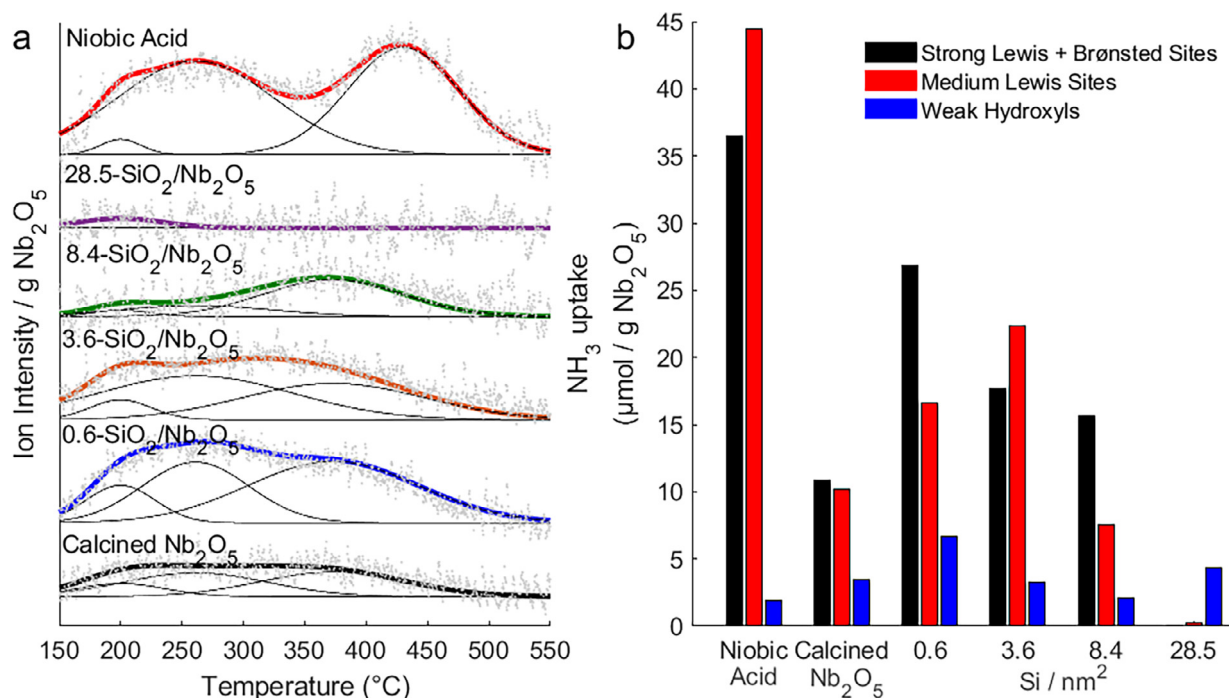 a
Niobic Acid
28.5-SiO₂/Nb₂O₅
8.4-SiO₂/Nb₂O₅
3.6-SiO₂/Nb₂O₅
0.6-SiO₂/Nb₂O₅
Calcined Nb₂O₅
Ion Intensity / g Nb₂O₅
150 200 250 300 350 400 450 500 550
Temperature (°C)
b
Strong Lewis + Brønsted Sites
Medium Lewis Sites
Weak Hydroxyls
NH₃ uptake
(μmol / g Nb₂O₅)
45
40
35
30
25
20
15
10
5
0
Niobic Calcined 0.6 3.6 8.4 28.5
Acid Nb₂O₅ Si / nm²